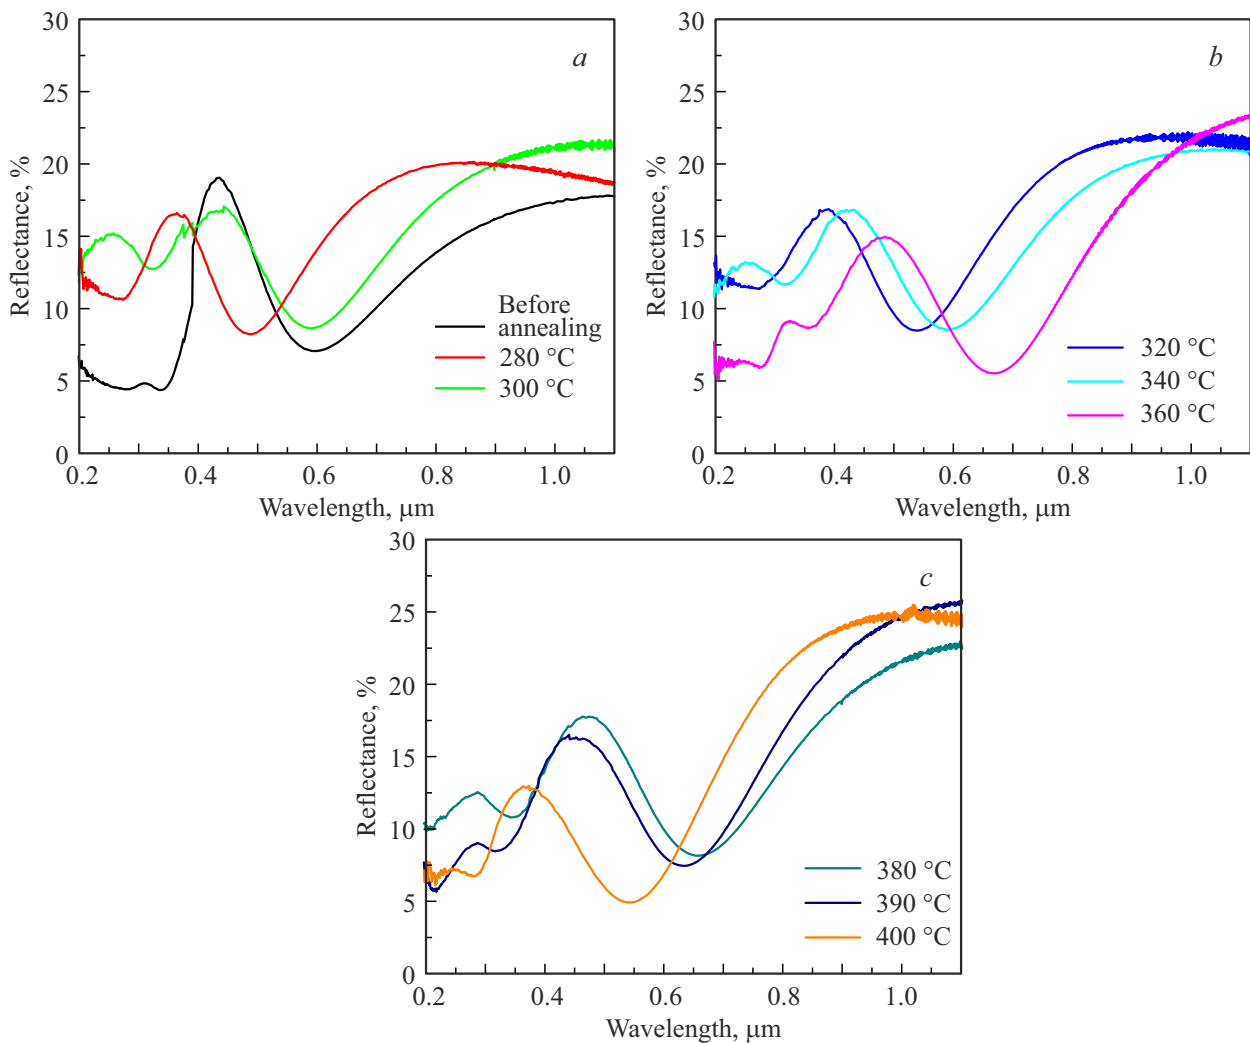 a
30
25
20
15
10
5
0
Reflectance, %
Before
annealing
280 °C
300 °C
0.2 0.4 0.6 0.8 1.0
Wavelength, μm
b
30
25
20
15
10
5
0
Reflectance, %
320 °C
340 °C
360 °C
0.2 0.4 0.6 0.8 1.0
Wavelength, μm
c
30
25
20
15
10
5
0
Reflectance, %
380 °C
390 °C
400 °C
0.2 0.4 0.6 0.8 1.0
Wavelength, μm